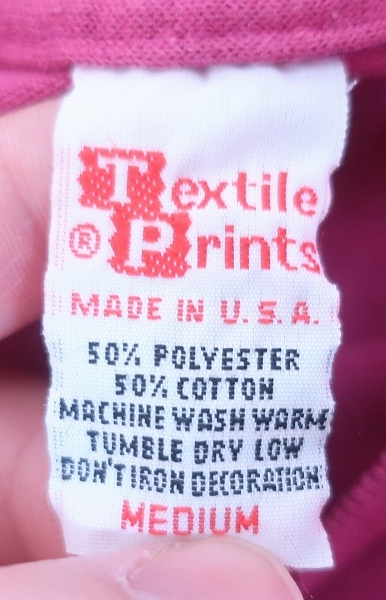 Textile
® Prints
MADE IN U.S.A.
50% POLYESTER
50% COTTON
MACHINE WASH WARM
TUMBLE DRY LOW
DON'T IRON DECORATION
MEDIUM